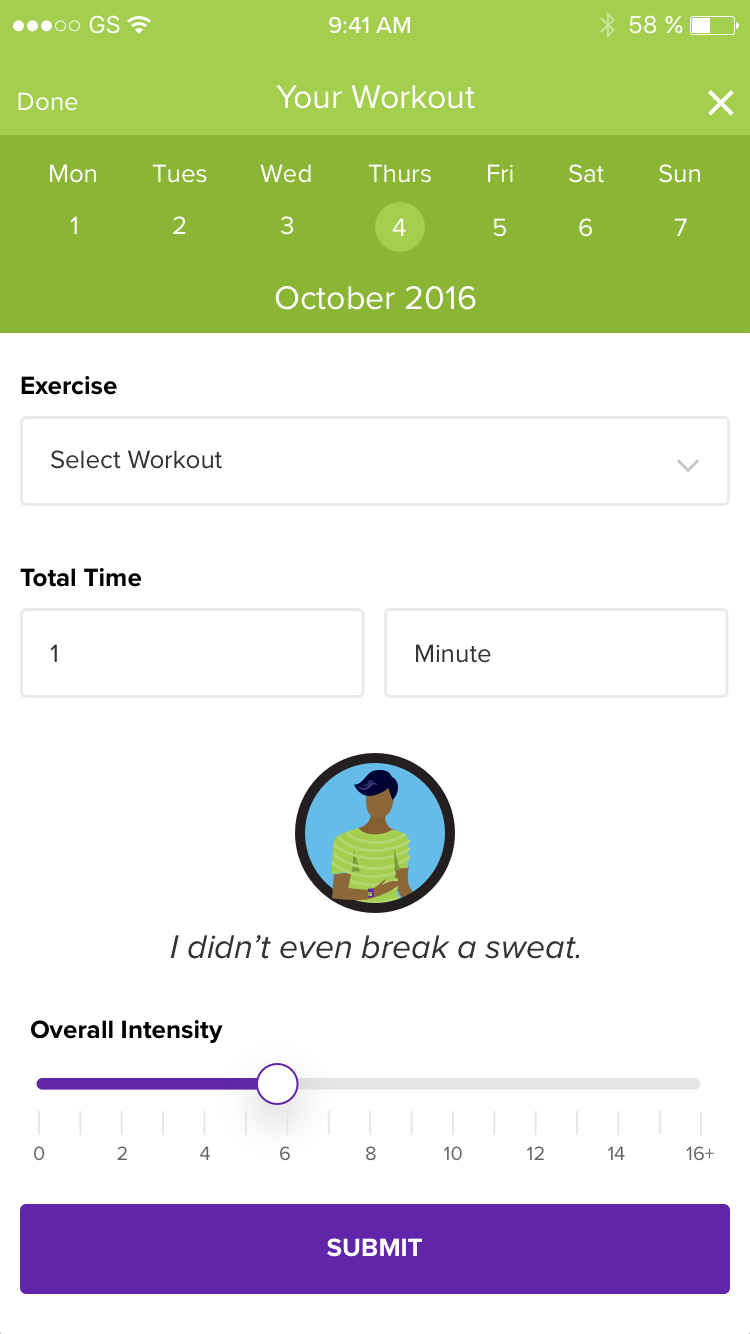 GS 9:41 AM 58 %
Done Your Workout
Mon Tues Wed Thurs Fri Sat Sun
1 2 3 4 5 6 7
October 2016
Exercise
Select Workout
Total Time
1 Minute
I didn’t even break a sweat.
Overall Intensity
0 2 4 6 8 10 12 14 16+
SUBMIT